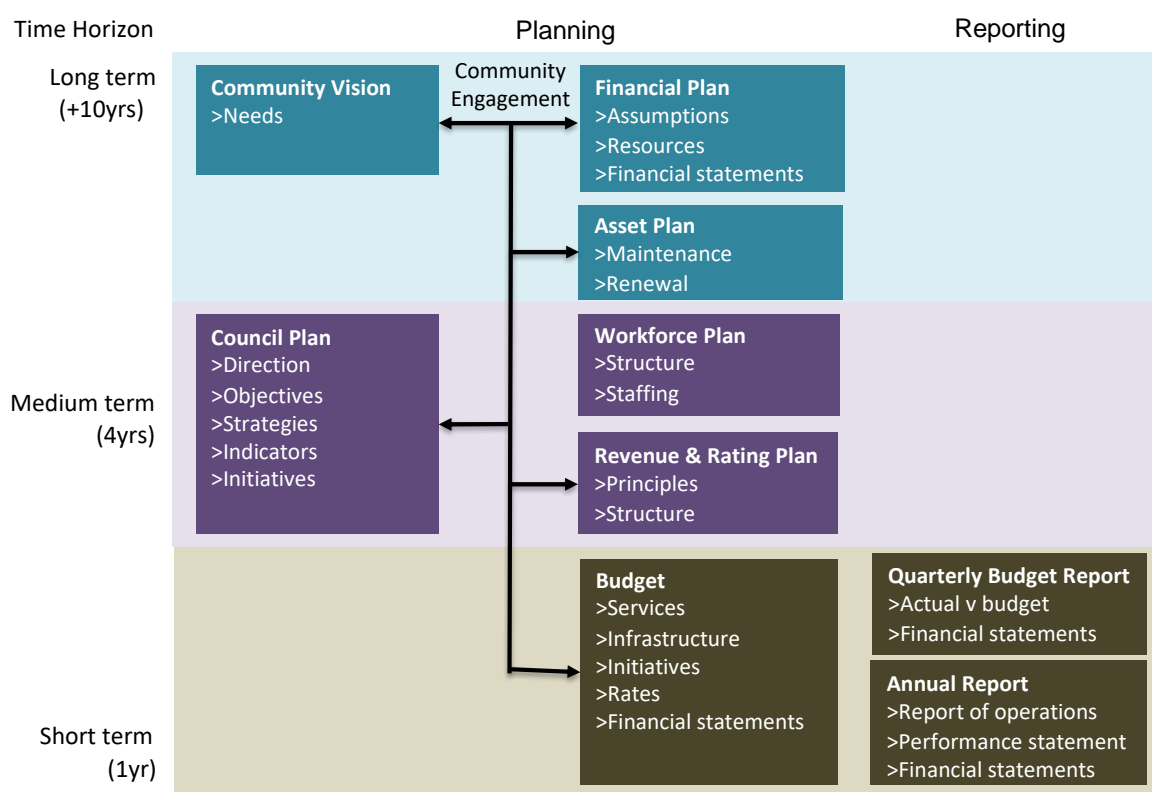 Time Horizon
Planning
Reporting
Long term
(+10yrs)
Community Vision
>Needs
Community
Engagement
Financial Plan
>Assumptions
>Resources
>Financial statements
Asset Plan
>Maintenance
>Renewal
Medium term
(4yrs)
Council Plan
>Direction
>Objectives
>Strategies
>Indicators
>Initiatives
Workforce Plan
>Structure
>Staffing
Revenue & Rating Plan
>Principles
>Structure
Short term
(1yr)
Budget
>Services
>Infrastructure
>Initiatives
>Rates
>Financial statements
Quarterly Budget Report
>Actual v budget
>Financial statements
Annual Report
>Report of operations
>Performance statement
>Financial statements